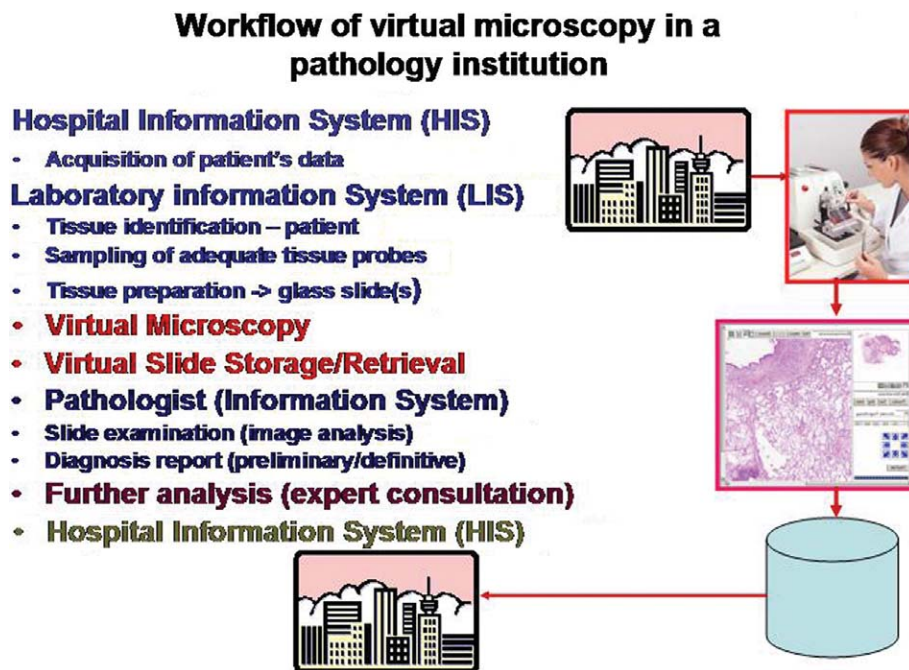 Workflow of virtual microscopy in a
pathology institution
Hospital Information System (HIS)
• Acquisition of patient's data
Laboratory information System (LIS)
• Tissue identification – patient
• Sampling of adequate tissue probes
• Tissue preparation -> glass slide(s)
• Virtual Microscopy
• Virtual Slide Storage/Retrieval
• Pathologist (Information System)
• Slide examination (image analysis)
• Diagnosis report (preliminary/definitive)
• Further analysis (expert consultation)
• Hospital Information System (HIS)